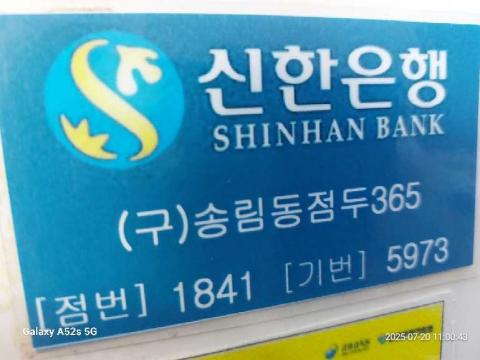 신한은행
SHINHAN BANK
(구)송림동점두365
[점번] 1841 [기번] 5973
Galaxy A52s 5G
2025-07-20 11:00:43